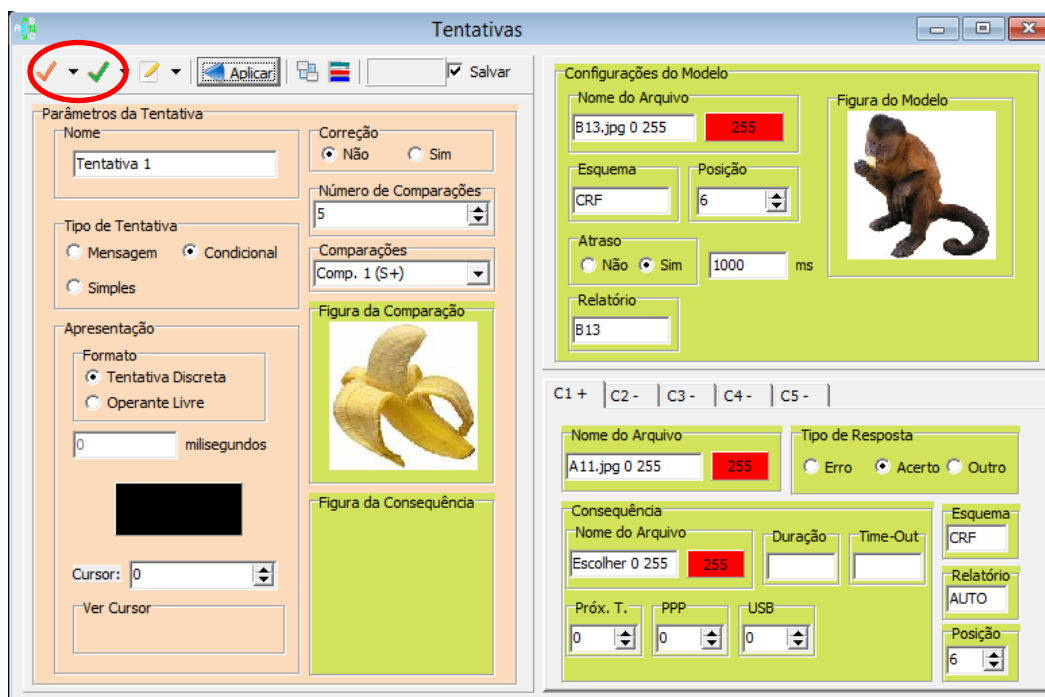 Tentativas
Aplicar
Salvar
Parâmetros da Tentativa
Nome
Tentativa 1
Correção
Não Sim
Número de Comparações
5
Tipo de Tentativa
Mensagem Condicional
Simples
Comparações
Comp. 1 (S+)
Figura da Comparação
Apresentação
Formato
Tentativa Discreta
Operante Livre
0 milisegundos
Figura da Consequência
Cursor: 0
Ver Cursor
Configurações do Modelo
Nome do Arquivo
B13.jpg 0 255 255
Figura do Modelo
Esquema
CRF
Posição
6
Atraso
Não Sim 1000 ms
Relatório
B13
C1 + C2 - C3 - C4 - C5 -
Nome do Arquivo
A11.jpg 0 255 255
Tipo de Resposta
Erro Acerto Outro
Consequência
Nome do Arquivo
Escolher 0 255 255
Duração
Time-Out
Esquema
CRF
Próx. T.
0
PPP
0
USB
0
Relatório
AUTO
Posição
6